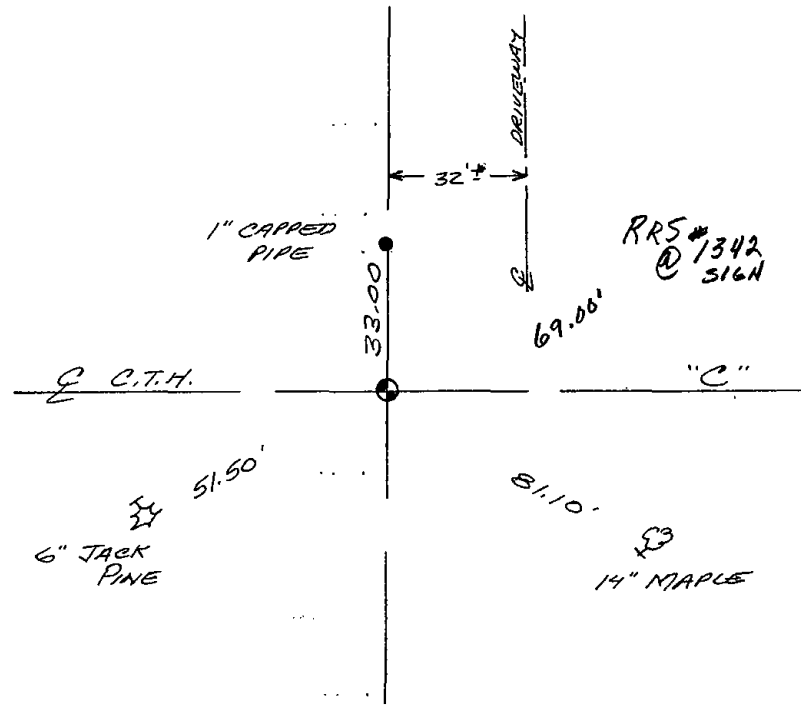 DRIVEWAY
32'±
1" CAPPED
PIPE
33.00'
RRS #
@ 1342
SIGN
℄
69.00'
℄ C.T.H.
"C"
51.50'
81.10'
6" JACK
PINE
14" MAPLE